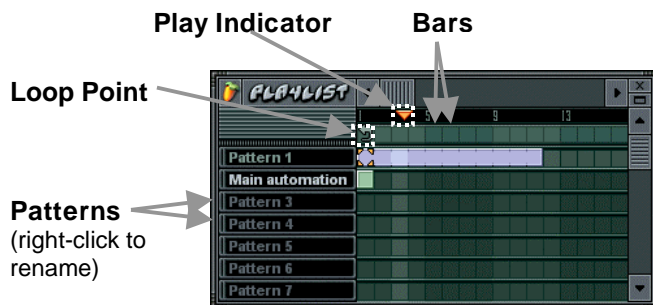 Play Indicator
Bars
Loop Point
PLAYLIST
1 5 9 13
Pattern 1
Main automation
Patterns
(right-click to
rename)
Pattern 3
Pattern 4
Pattern 5
Pattern 6
Pattern 7